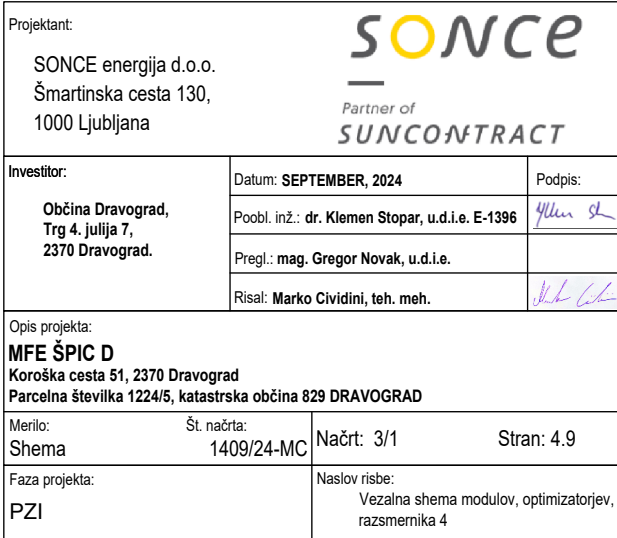 Projektant:
SONCE energija d.o.o.
Šmartinska cesta 130,
1000 Ljubljana
SONCE
Partner of
SUNCONTRACT
Investitor:
Občina Dravograd,
Trg 4. julija 7,
2370 Dravograd.
Datum: SEPTEMBER, 2024
Podpis:
Poobl. inž.: dr. Klemen Stopar, u.d.i.e. E-1396
Pregl.: mag. Gregor Novak, u.d.i.e.
Risal: Marko Cividini, teh. meh.
Opis projekta:
MFE ŠPIC D
Koroška cesta 51, 2370 Dravograd
Parcelna številka 1224/5, katastrska občina 829 DRAVOGRAD
Merilo:
Shema
Št. načrta:
1409/24-MC
Načrt: 3/1
Stran: 4.9
Faza projekta:
PZI
Naslov risbe:
Vezalna shema modulov, optimizatorjev,
razsmernika 4